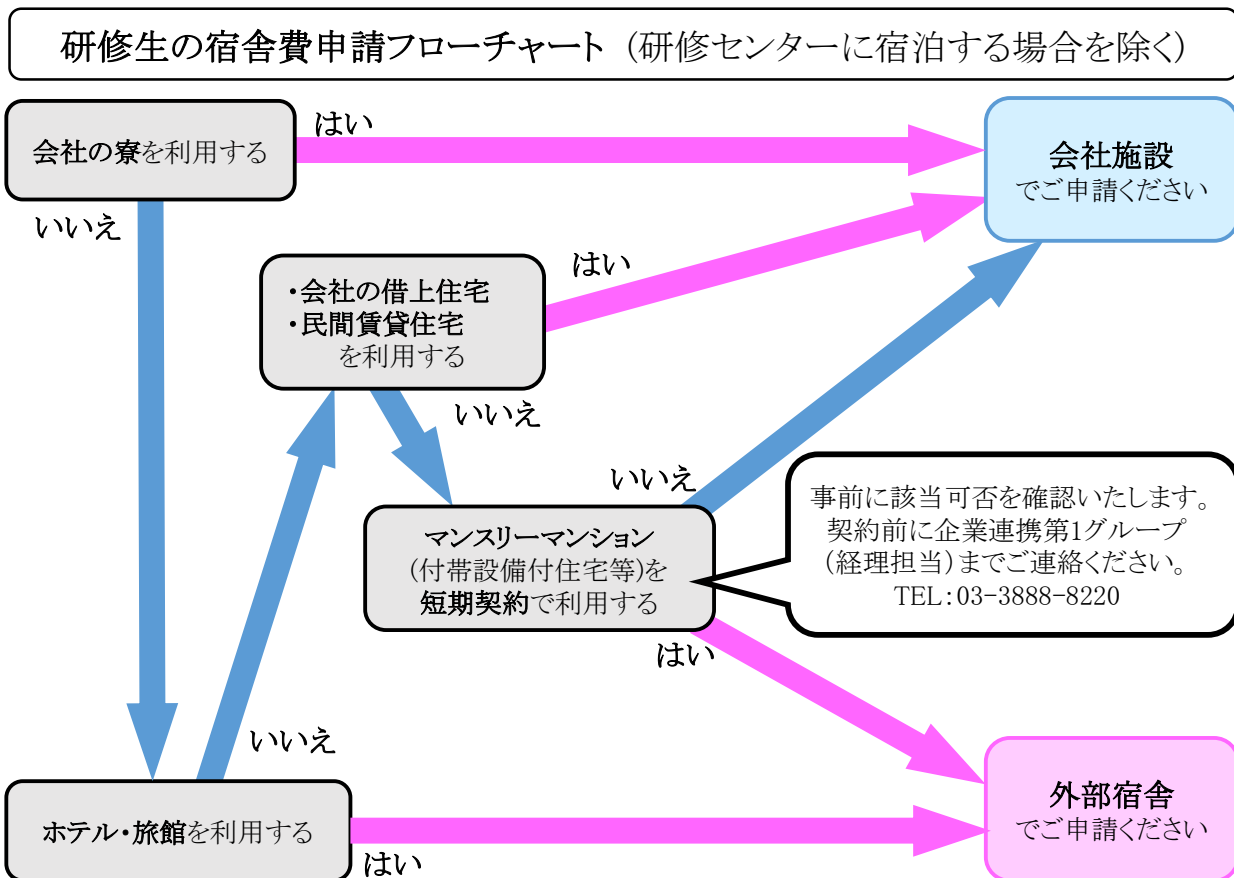 研修生の宿舎費申請フローチャート (研修センターに宿泊する場合を除く)
会社の寮を利用する
はい
会社施設
でご申請ください
いいえ
・会社の借上住宅
・民間賃貸住宅
を利用する
はい
いいえ
マンスリーマンション
(付帯設備付住宅等)を
短期契約で利用する
いいえ
事前に該当可否を確認いたします。
契約前に企業連携第1グループ
(経理担当)までご連絡ください。
TEL:03-3888-8220
はい
いいえ
ホテル・旅館を利用する
はい
外部宿舎
でご申請ください